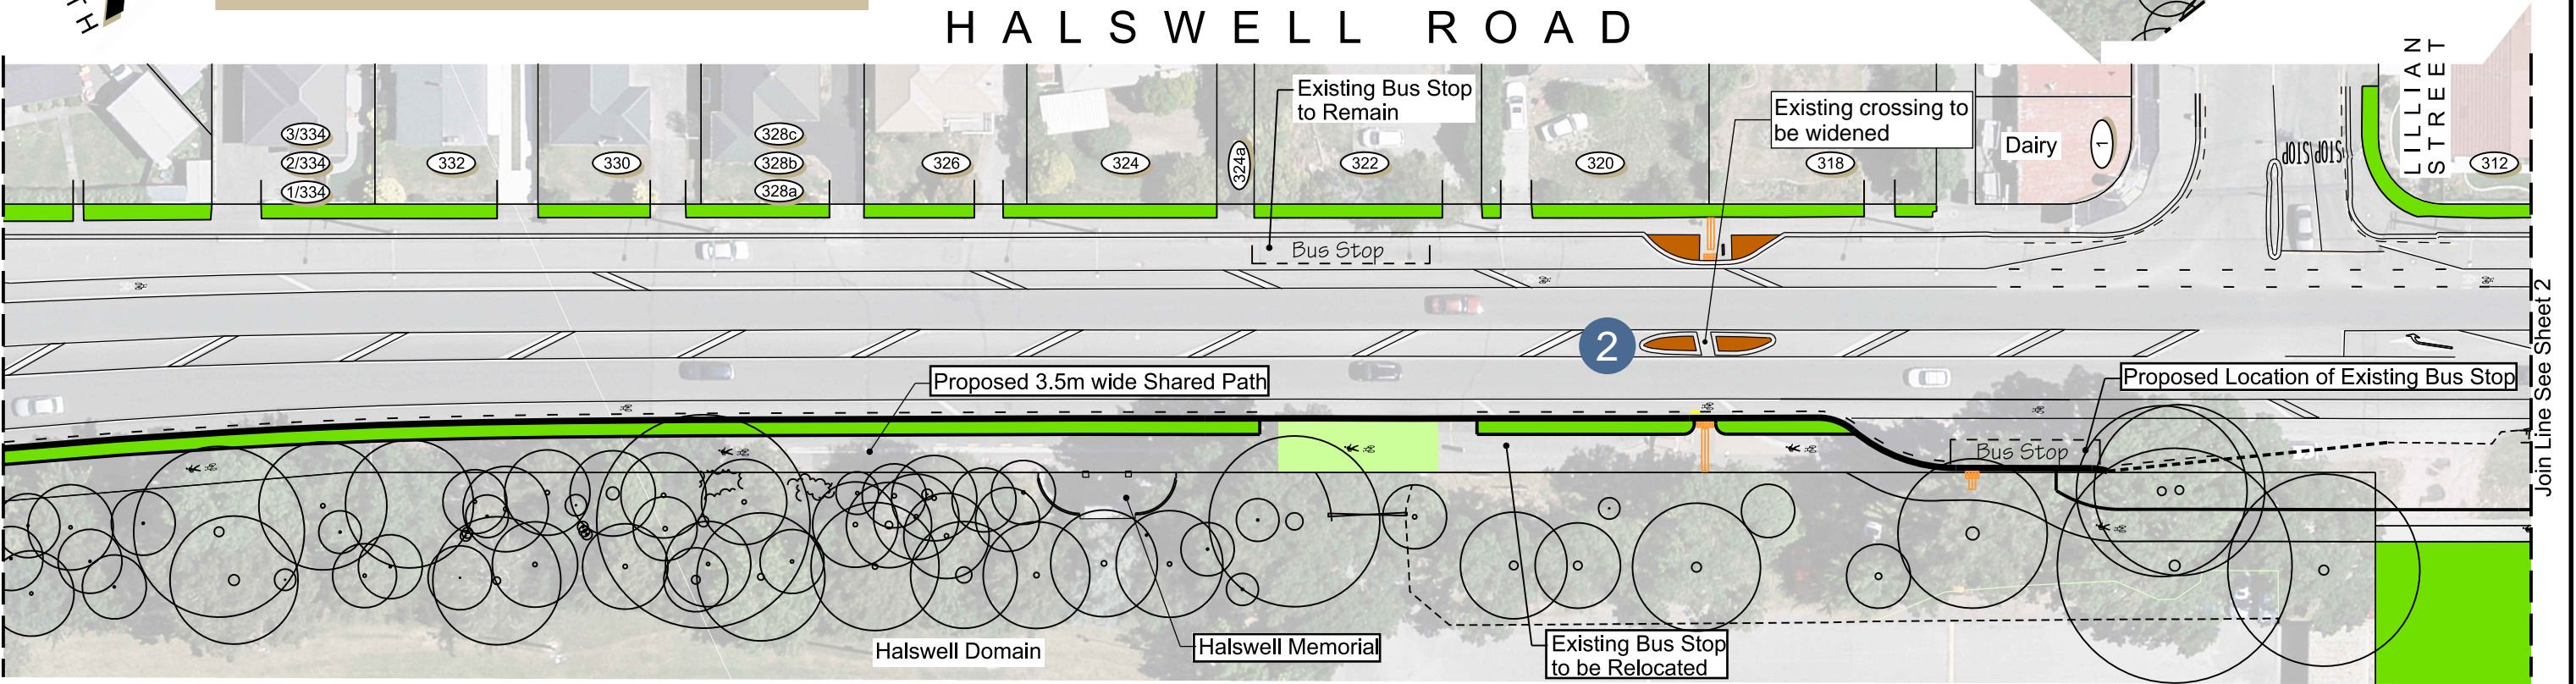 H
HALSWELL ROAD
LILLIAN
STREET
Existing Bus Stop
to Remain
Existing crossing to
be widened
3/334
2/334
1/334
332
330
328c
328b
328a
326
324
324a
322
320
318
Dairy
1
STOP STOP
312
Bus Stop
2
Proposed 3.5m wide Shared Path
Proposed Location of Existing Bus Stop
Bus Stop
Join Line See Sheet 2
Halswell Domain
Halswell Memorial
Existing Bus Stop
to be Relocated